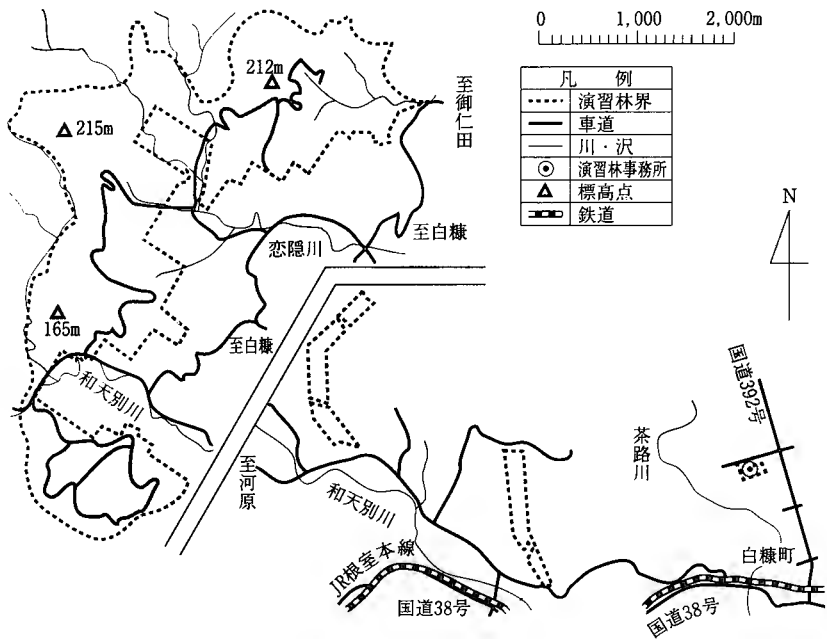 0 1,000 2,000m
凡 例
演習林界
車道
川・沢
演習林事務所
標高点
鉄道
N
212m
215m
至御仁田
至白糠
恋隠川
165m
至白糠
和天別川
至河原
和天別川
JR根室本線
国道38号
国道392号
茶路川
白糠町
国道38号